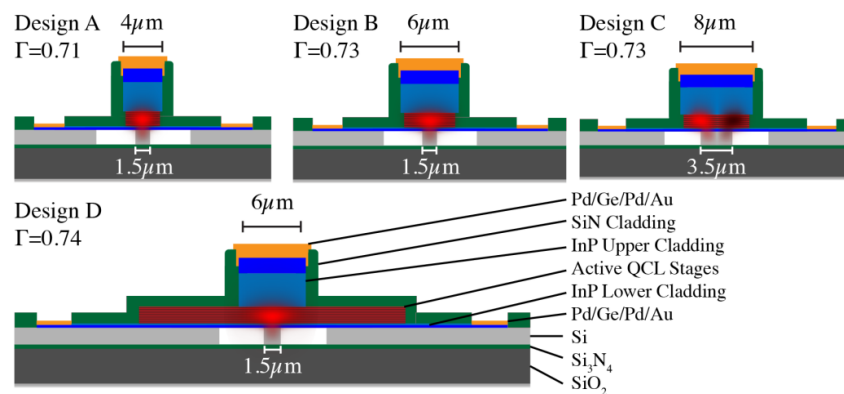 Design A
Γ=0.71
4μm
1.5μm
Design B
Γ=0.73
6μm
1.5μm
Design C
Γ=0.73
8μm
3.5μm
Design D
Γ=0.74
6μm
1.5μm
Pd/Ge/Pd/Au
SiN Cladding
InP Upper Cladding
Active QCL Stages
InP Lower Cladding
Pd/Ge/Pd/Au
Si
Si₃N₄
SiO₂